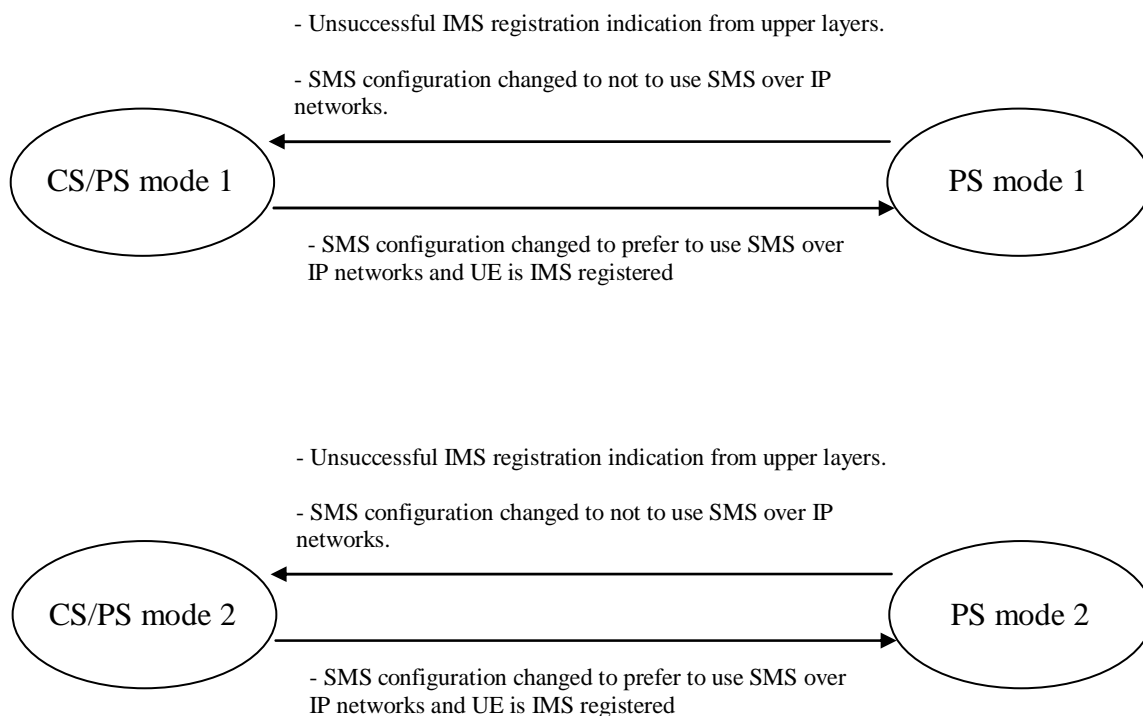 - Unsuccessful IMS registration indication from upper layers.
- SMS configuration changed to not to use SMS over IP
networks.
CS/PS mode 1
PS mode 1
- SMS configuration changed to prefer to use SMS over
IP networks and UE is IMS registered
- Unsuccessful IMS registration indication from upper layers.
- SMS configuration changed to not to use SMS over IP
networks.
CS/PS mode 2
PS mode 2
- SMS configuration changed to prefer to use SMS over
IP networks and UE is IMS registered